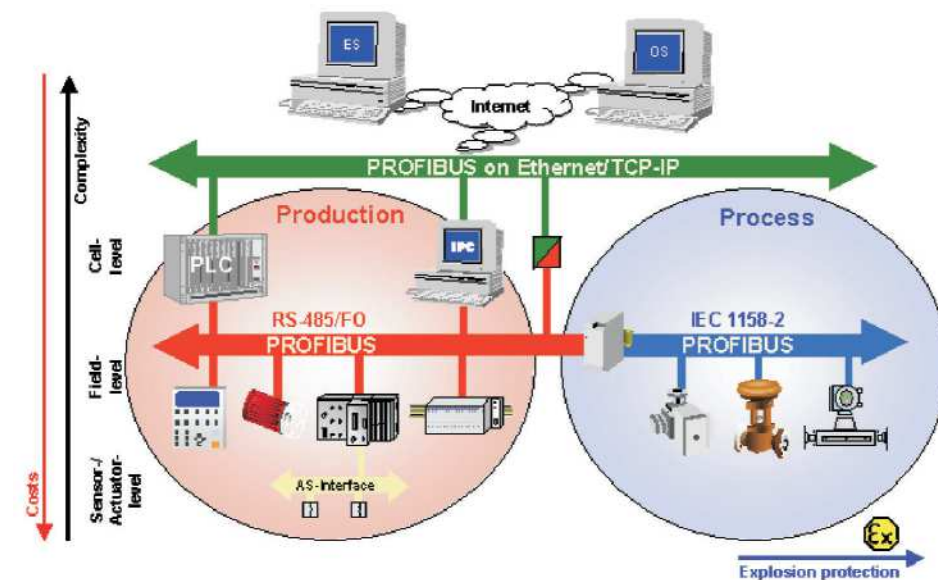 ES
OS
Internet
PROFIBUS on Ethernet/TCP-IP
Complexity
Production
Process
Cell-
level
PLC
IPC
RS-485/FO
IEC 1158-2
PROFIBUS
PROFIBUS
Field-
level
Sensor-/
Actuator-
level
AS-Interface
Costs
Ex
Explosion protection